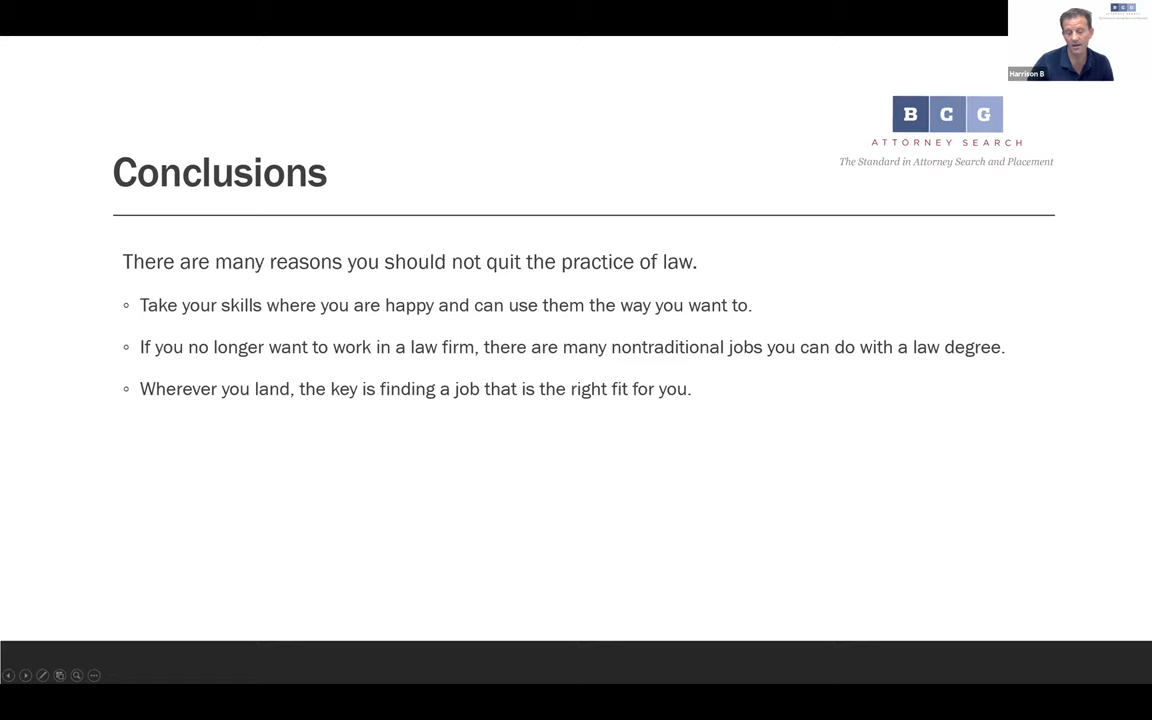 Harrison B
B C G
ATTORNEY SEARCH
The Standard in Attorney Search and Placement
Conclusions
There are many reasons you should not quit the practice of law.
◦ Take your skills where you are happy and can use them the way you want to.
◦ If you no longer want to work in a law firm, there are many nontraditional jobs you can do with a law degree.
◦ Wherever you land, the key is finding a job that is the right fit for you.